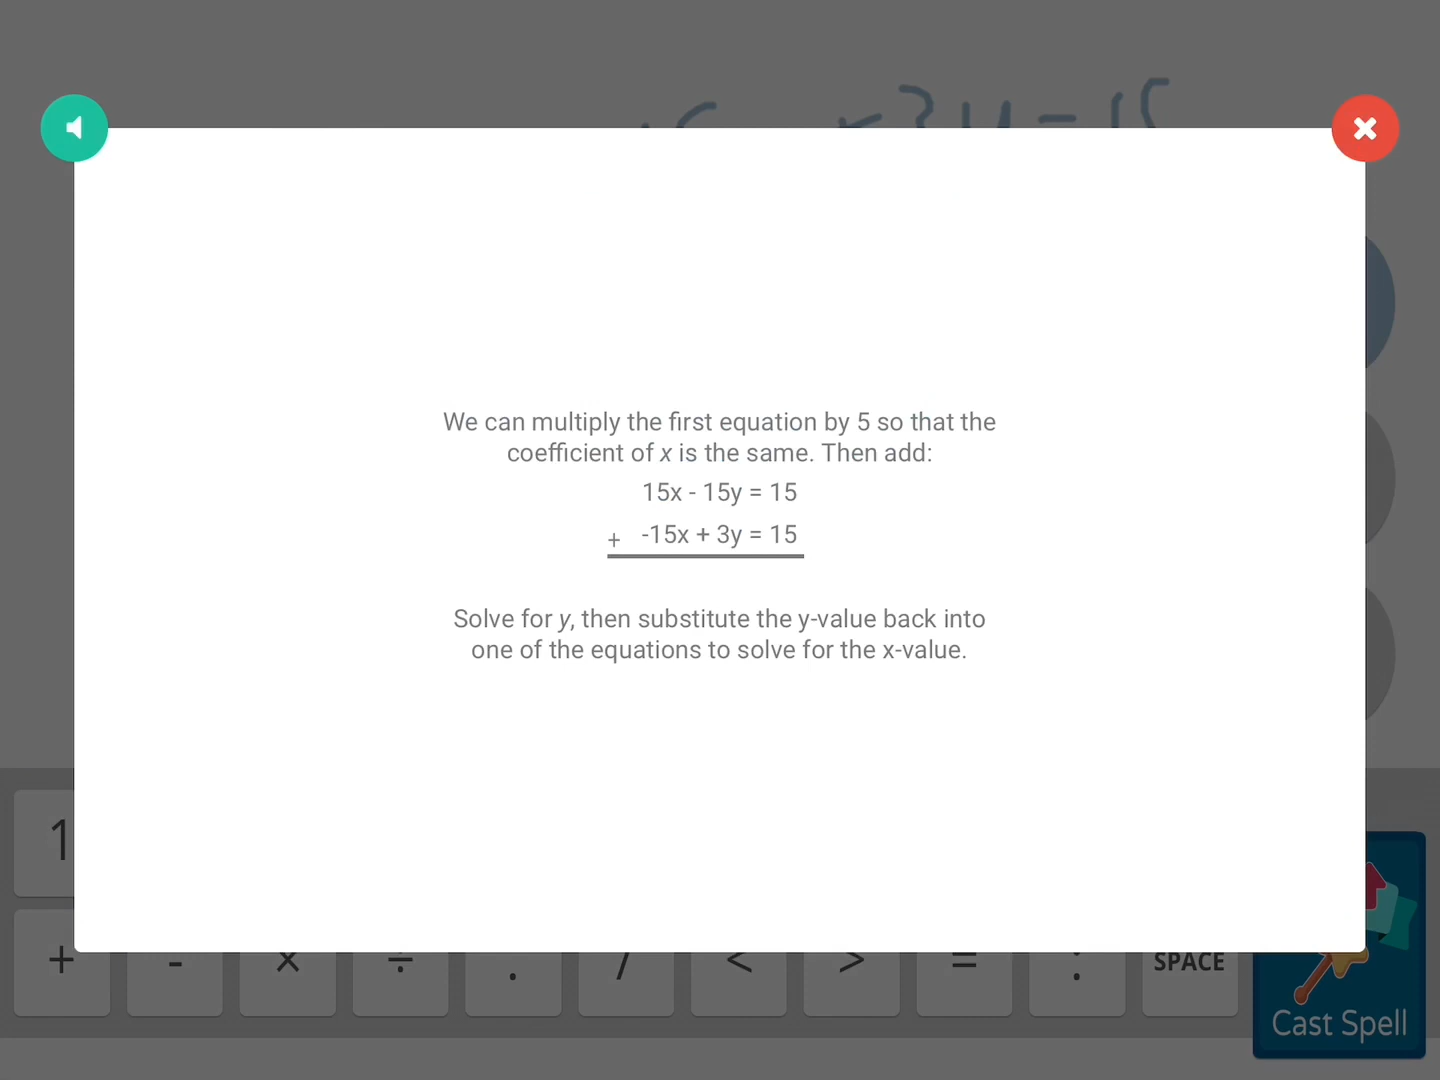 +3y=15
We can multiply the first equation by 5 so that the
coefficient of x is the same. Then add:
15x - 15y = 15
+ -15x + 3y = 15
Solve for y, then substitute the y-value back into
one of the equations to solve for the x-value.
1
+ - × ÷ . / < > = : SPACE
Cast Spell